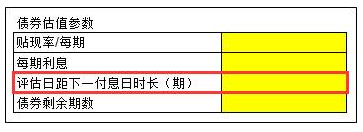 债券估值参数
贴现率/每期
每期利息
评估日距下一付息日时长（期）
债券剩余期数